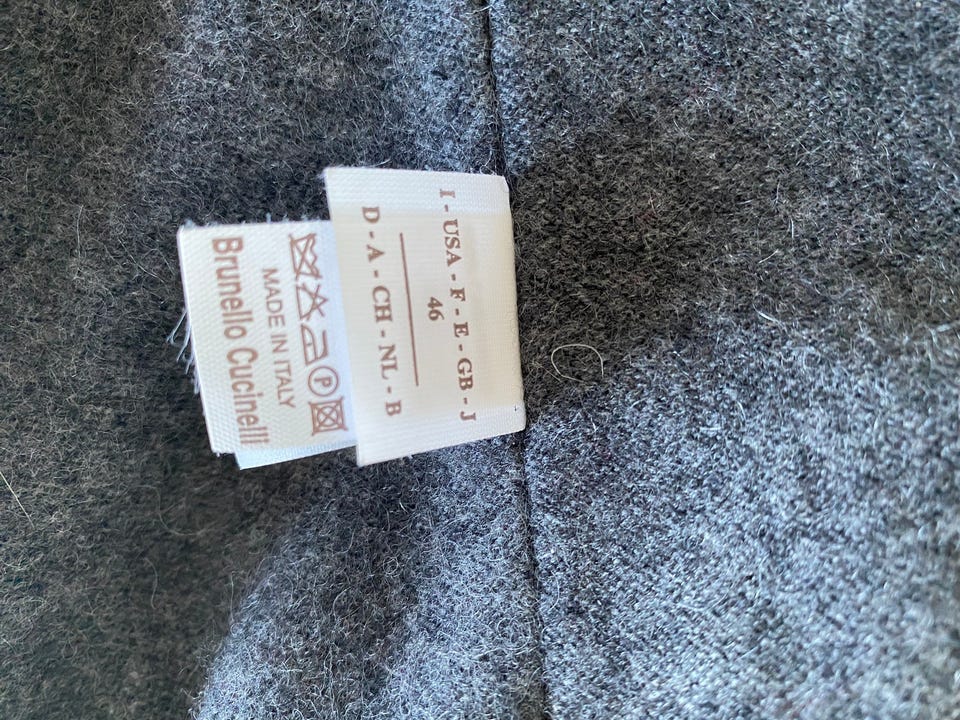 I - USA - F - E - GB - J
46
D - A - CH - NL - B
P
MADE IN ITALY
Brunello Cucinelli